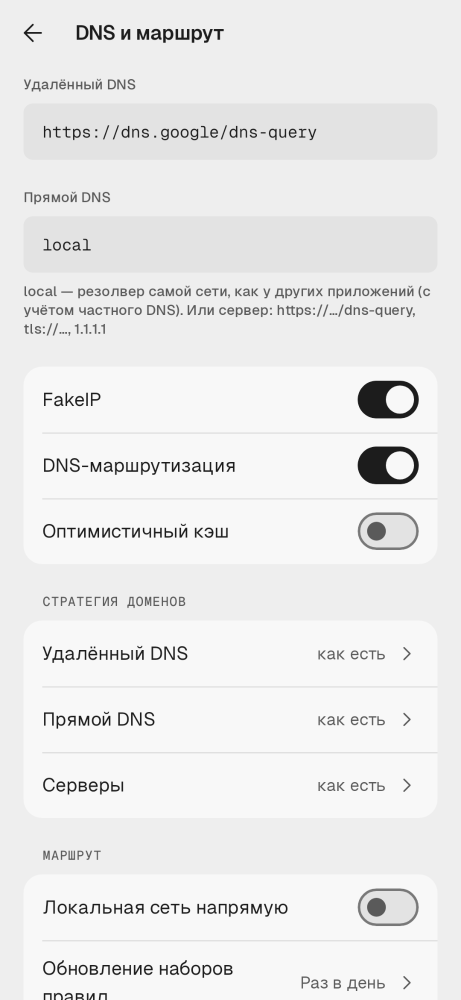 DNS и маршрут
Удалённый DNS
https://dns.google/dns-query
Прямой DNS
local
local — резолвер самой сети, как у других приложений (с
учётом частного DNS). Или сервер: https://…/dns-query,
tls://…, 1.1.1.1
FakeIP
DNS-маршрутизация
Оптимистичный кэш
СТРАТЕГИЯ ДОМЕНОВ
Удалённый DNS как есть
Прямой DNS как есть
Серверы как есть
МАРШРУТ
Локальная сеть напрямую
Обновление наборов
правил
Раз в день